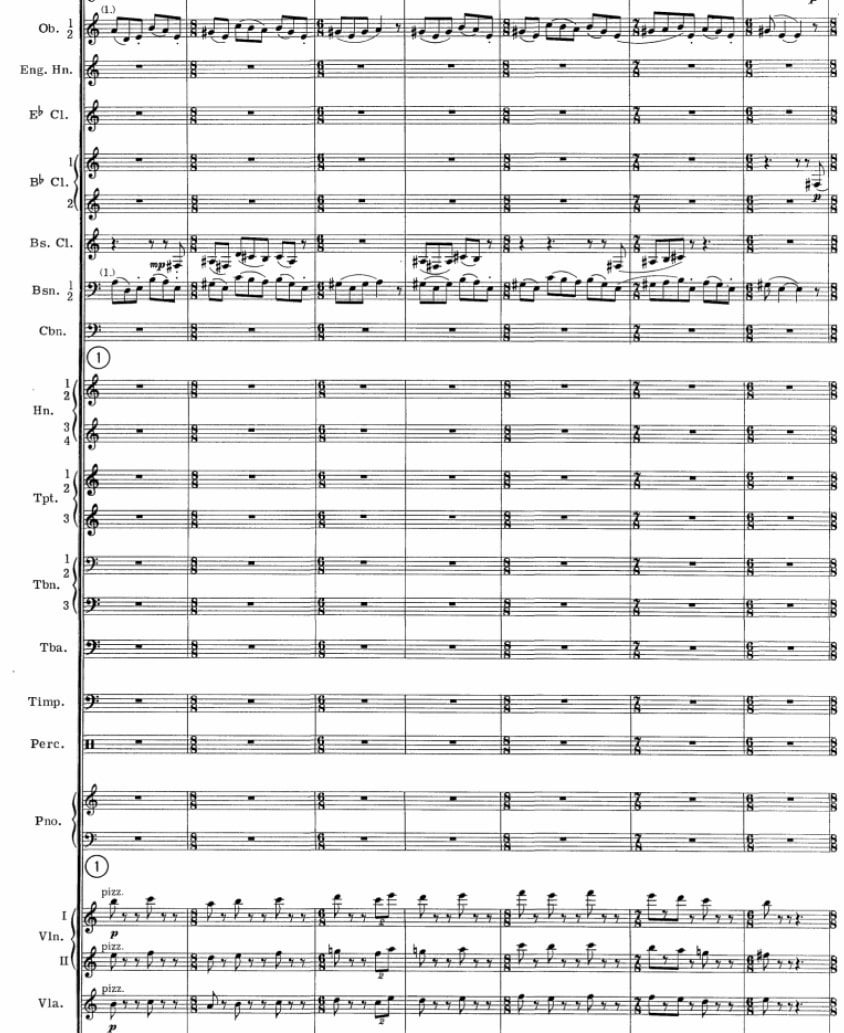 p
(1.)
Ob. 1 2
Eng. Hn.
E♭ Cl.
B♭ Cl. 1 2
p
Bs. Cl.
mp
(1.)
Bsn. 1 2
Cbn.
1
Hn. 1 2 3 4
Tpt. 1 2 3
Tbn. 1 2 3
Tba.
Timp.
Perc.
Pno.
1
pizz.
Vln. I
p
pizz.
II
pizz.
Vla.
p